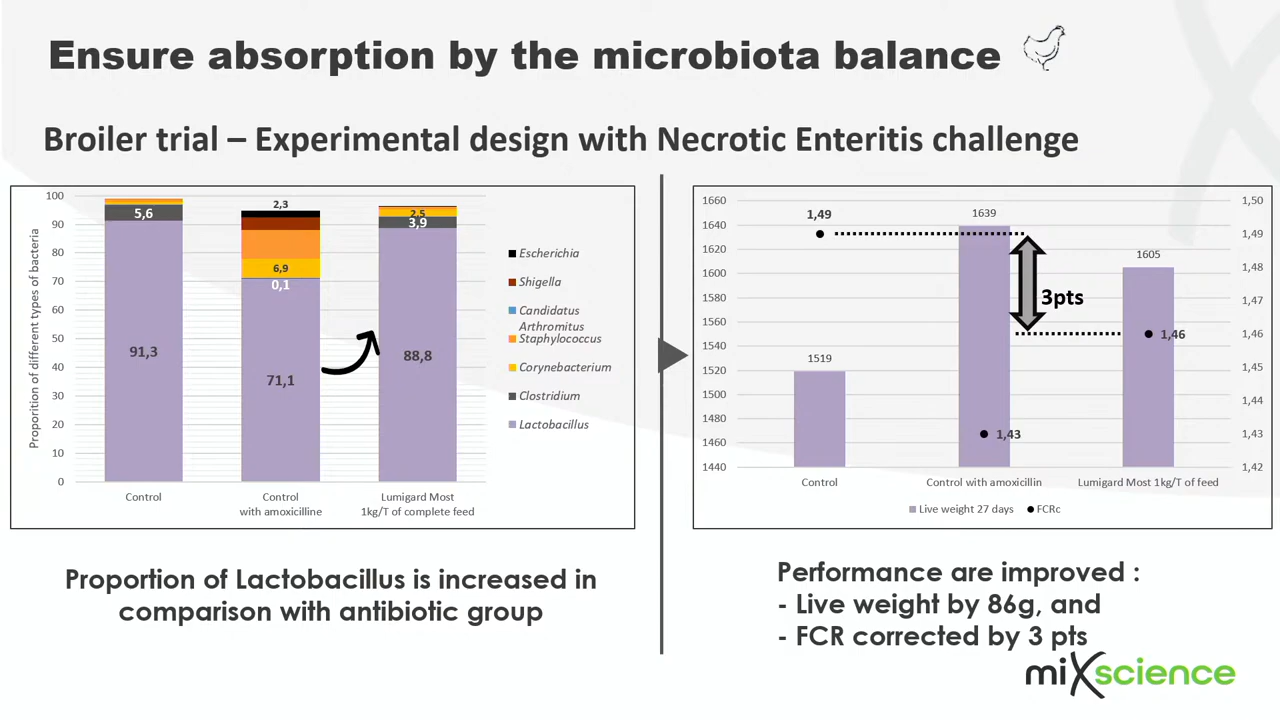 Ensure absorption by the microbiota balance
Broiler trial – Experimental design with Necrotic Enteritis challenge
Proporition of different types of bacteria
100
90
80
70
60
50
40
30
20
10
0
5,6
91,3
2,3
6,9
0,1
71,1
2,5
3,9
88,8
Control
Control
with amoxicilline
Lumigard Most
1kg/T of complete feed
Escherichia
Shigella
Candidatus
Arthromitus
Staphylococcus
Corynebacterium
Clostridium
Lactobacillus
Proportion of Lactobacillus is increased in
comparison with antibiotic group
1660
1640
1620
1600
1580
1560
1540
1520
1500
1480
1460
1440
1,49
1519
1639
1,43
3pts
1605
1,46
1,50
1,49
1,48
1,47
1,46
1,45
1,44
1,43
1,42
Control
Control with amoxicillin
Lumigard Most 1kg/T of feed
Live weight 27 days
FCRc
Performance are improved :
- Live weight by 86g, and
- FCR corrected by 3 pts
miXscience